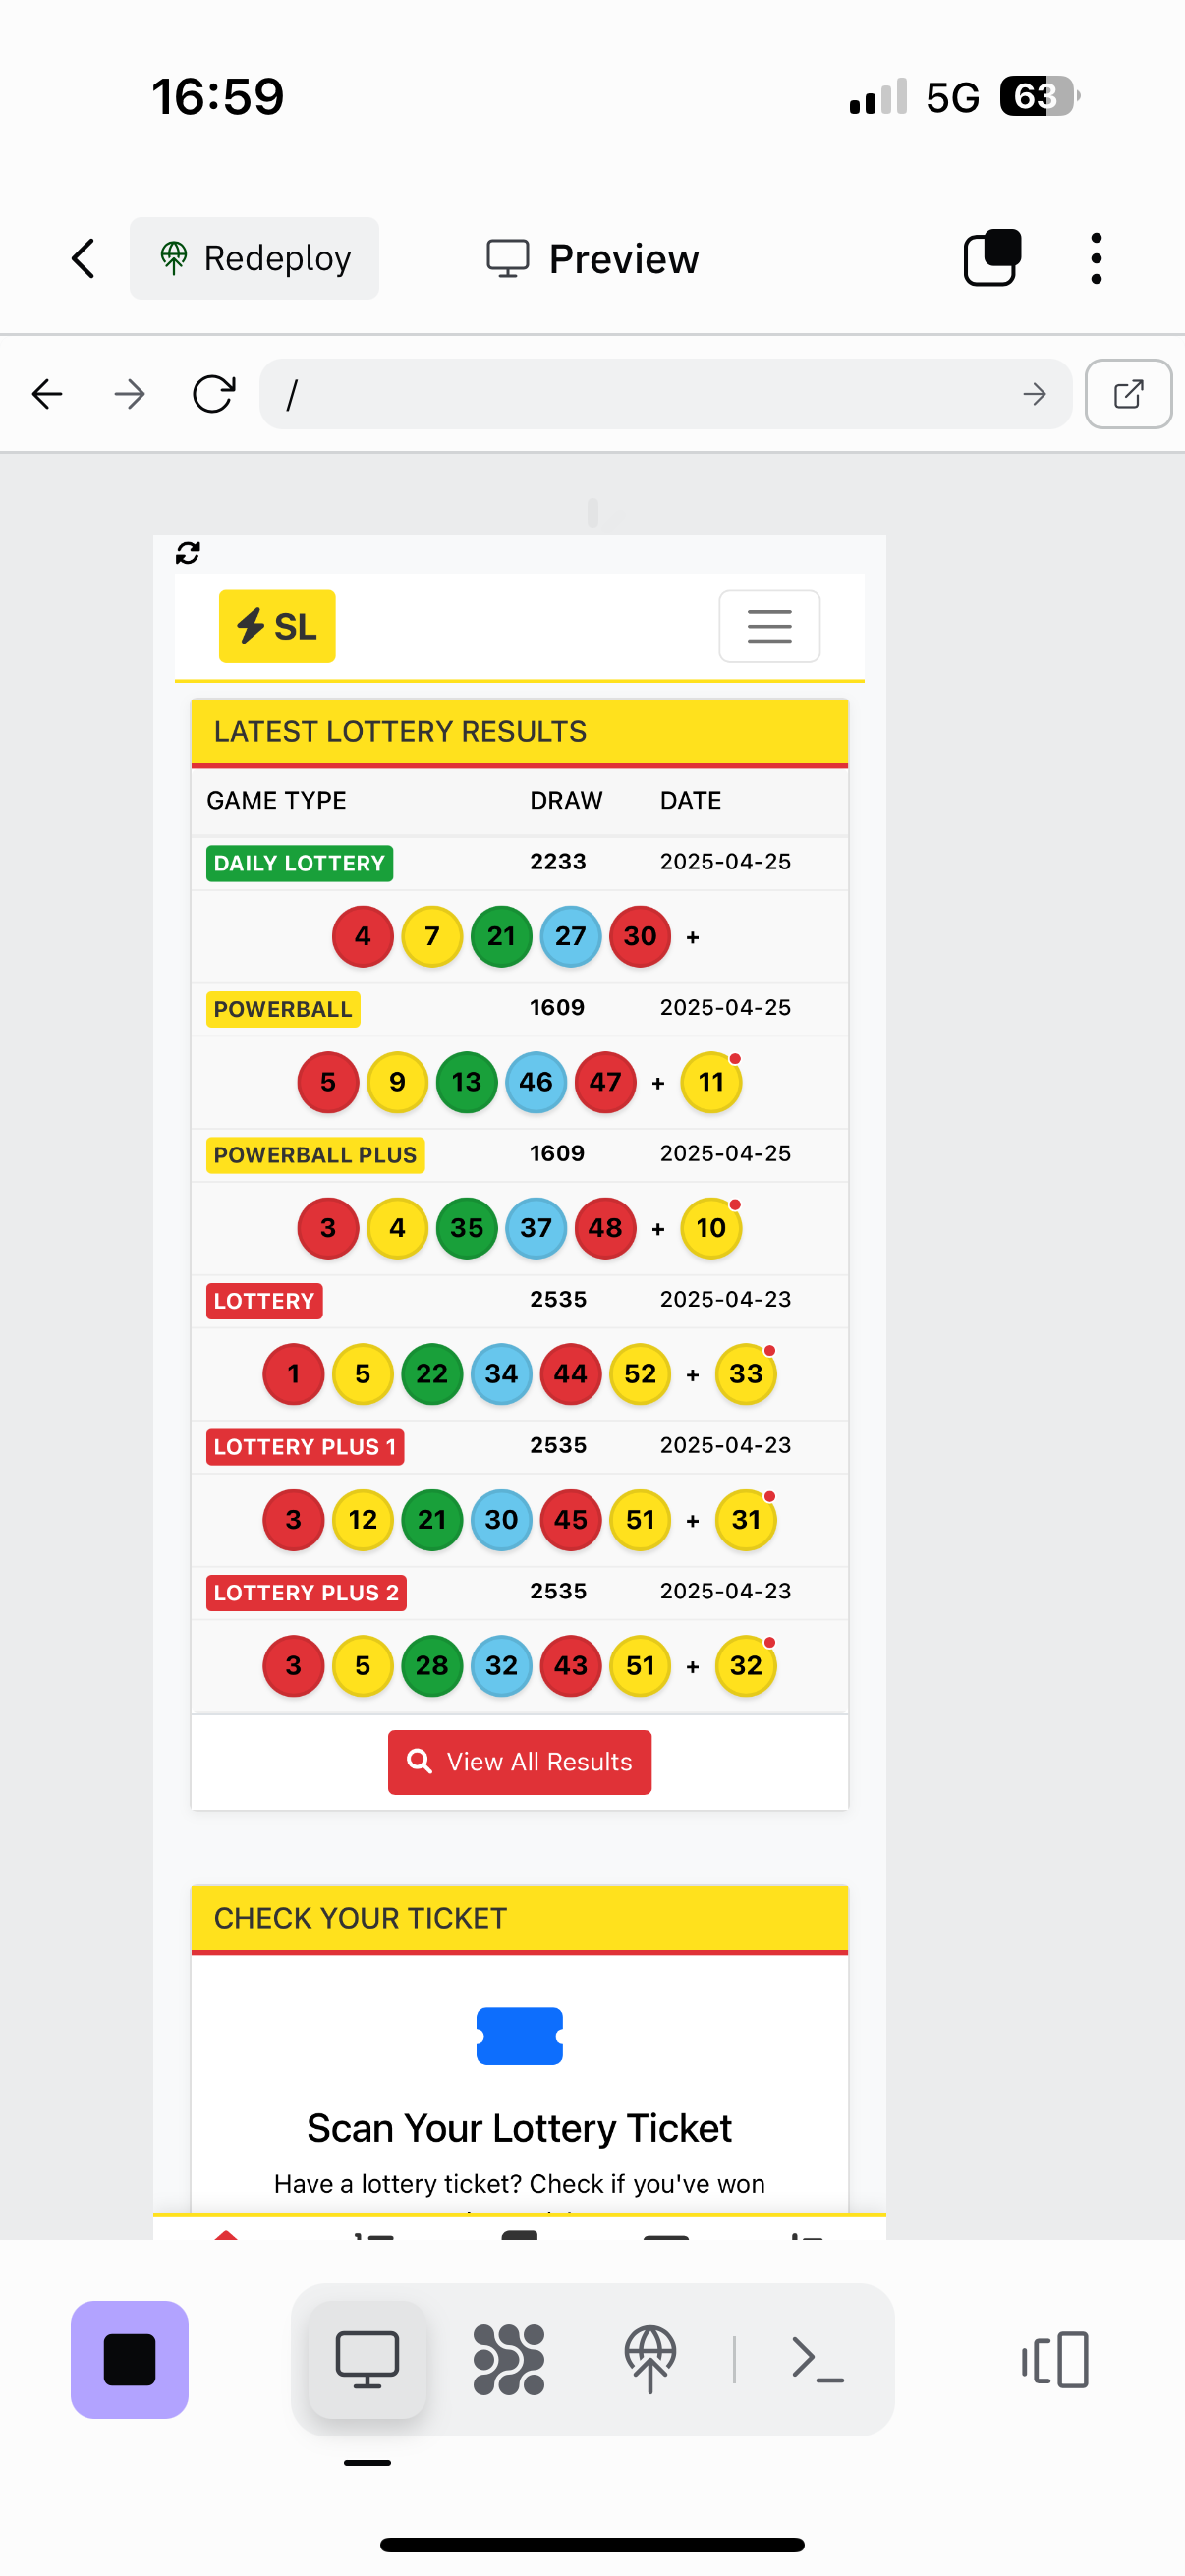 16:59
5G 63
Redeploy
Preview
/
SL
LATEST LOTTERY RESULTS
GAME TYPE DRAW DATE
DAILY LOTTERY 2233 2025-04-25
4 7 21 27 30 +
POWERBALL 1609 2025-04-25
5 9 13 46 47 + 11
POWERBALL PLUS 1609 2025-04-25
3 4 35 37 48 + 10
LOTTERY 2535 2025-04-23
1 5 22 34 44 52 + 33
LOTTERY PLUS 1 2535 2025-04-23
3 12 21 30 45 51 + 31
LOTTERY PLUS 2 2535 2025-04-23
3 5 28 32 43 51 + 32
View All Results
CHECK YOUR TICKET
Scan Your Lottery Ticket
Have a lottery ticket? Check if you've won